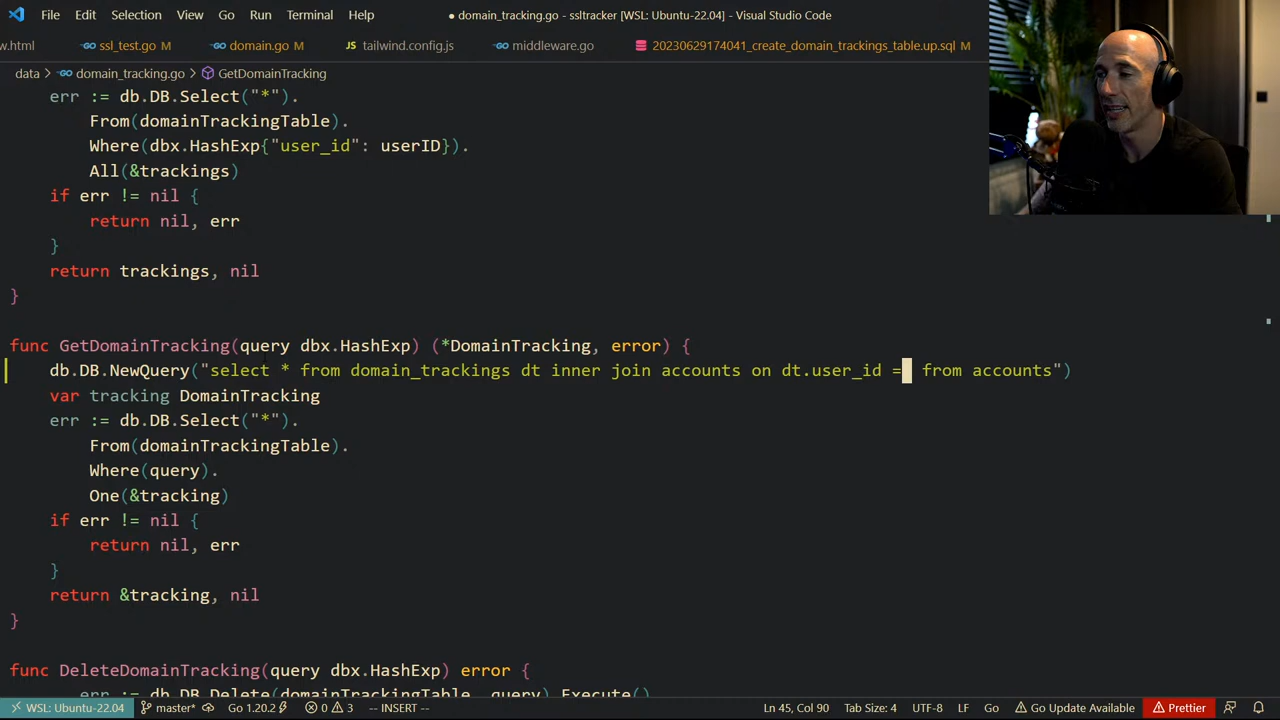 File Edit Selection View Go Run Terminal Help
● domain_tracking.go - ssltracker [WSL: Ubuntu-22.04] - Visual Studio Code
w.html ssl_test.go M domain.go M tailwind.config.js middleware.go 20230629174041_create_domain_trackings_table.up.sql M
data > domain_tracking.go > GetDomainTracking
err := db.DB.Select("*").
From(domainTrackingTable).
Where(dbx.HashExp{"user_id": userID}).
All(&trackings)
if err != nil {
return nil, err
}
return trackings, nil
}
func GetDomainTracking(query dbx.HashExp) (*DomainTracking, error) {
db.DB.NewQuery("select * from domain_trackings dt inner join accounts on dt.user_id = from accounts")
var tracking DomainTracking
err := db.DB.Select("*").
From(domainTrackingTable).
Where(query).
One(&tracking)
if err != nil {
return nil, err
}
return &tracking, nil
}
func DeleteDomainTracking(query dbx.HashExp) error {
err := db.DB.Delete(domainTrackingTable, query).Execute()
WSL: Ubuntu-22.04 master* Go 1.20.2 0 3 -- INSERT -- Ln 45, Col 90 Tab Size: 4 UTF-8 LF Go Go Update Available Prettier